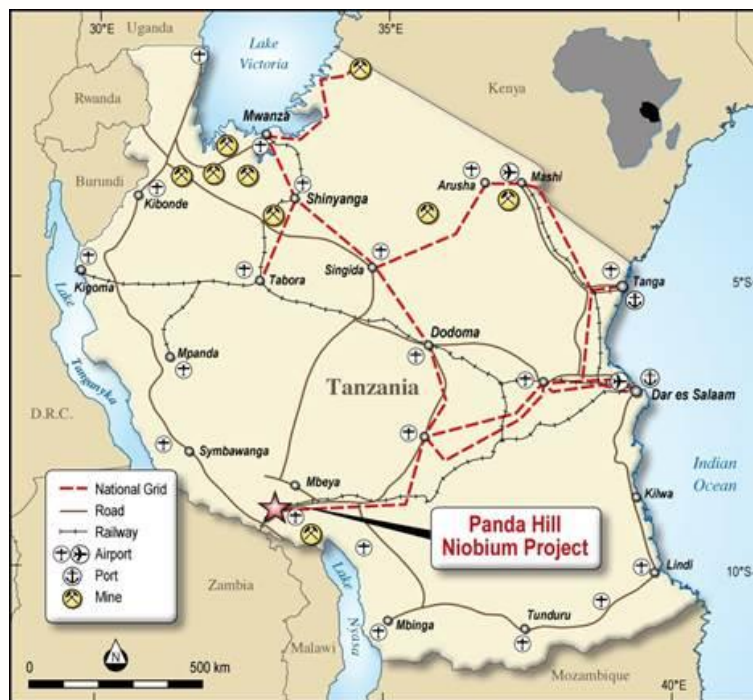 30°E
35°E
Lake
Victoria
Kenya
Uganda
Rwanda
Mwanza
Burundi
Arusha
Mashi
Kibonde
Shinyanga
Kigoma
Tabora
Singida
Tanga
5°S
Lake
Tanganyika
Mpanda
Dodoma
Tanzania
Dar es Salaam
D.R.C.
Symbawanga
Mbeya
Indian
Ocean
Kilwa
National Grid
Road
Railway
Airport
Port
Mine
Panda Hill
Niobium Project
Zambia
Lake
Nyasa
Lindi
10°S
Mbinga
Tunduru
Malawi
Mozambique
N
0
500 km
40°E